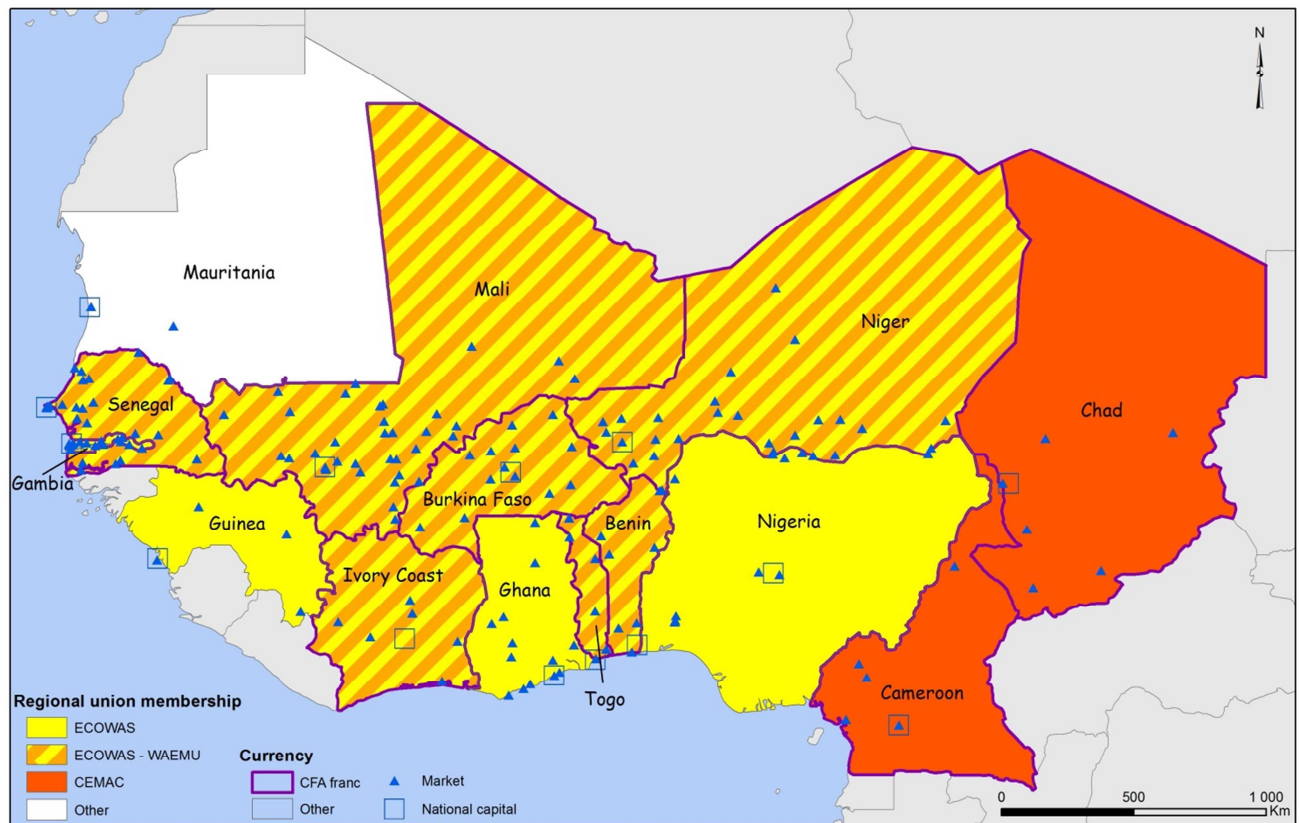 N
Mauritania
Mali
Niger
Senegal
Chad
Gambia
Burkina Faso
Guinea
Benin
Nigeria
Ivory Coast
Ghana
Togo
Cameroon
Regional union membership
ECOWAS
ECOWAS - WAEMU
CEMAC
Other
Currency
CFA franc
Other
Market
National capital
0 500 1 000
Km